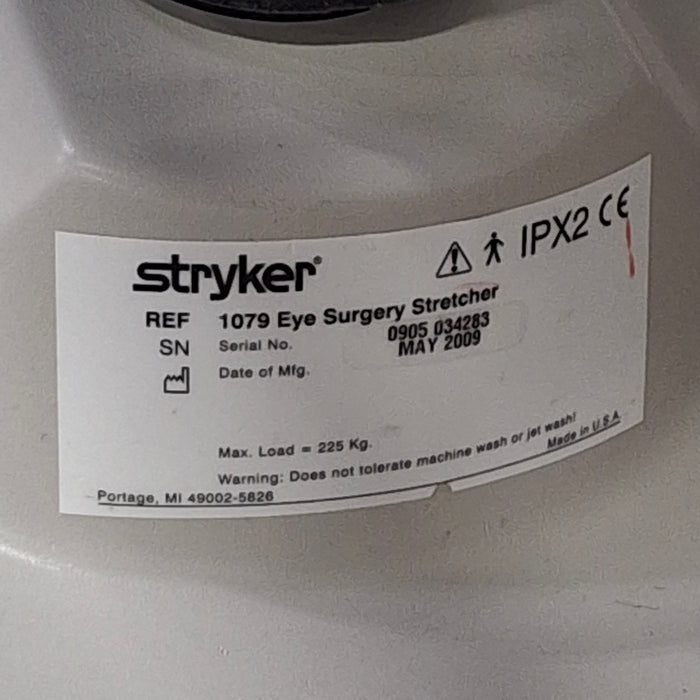 stryker®
IPX2 CE
REF 1079 Eye Surgery Stretcher
SN Serial No. 0905 034283
Date of Mfg. MAY 2009
Max. Load = 225 Kg.
Warning: Does not tolerate machine wash or jet wash!
Portage, MI 49002-5826 Made in U.S.A.